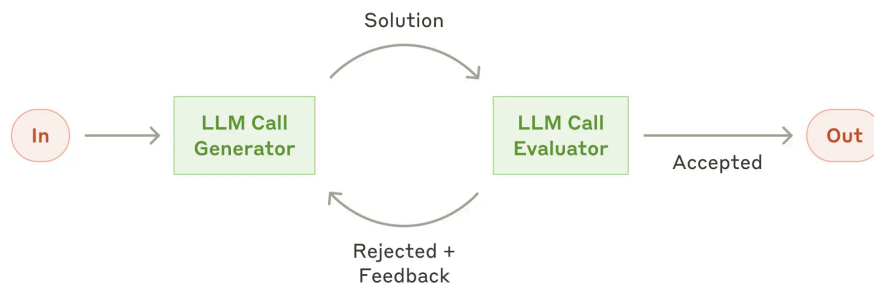 Solution
In
LLM Call
Generator
LLM Call
Evaluator
Out
Accepted
Rejected +
Feedback